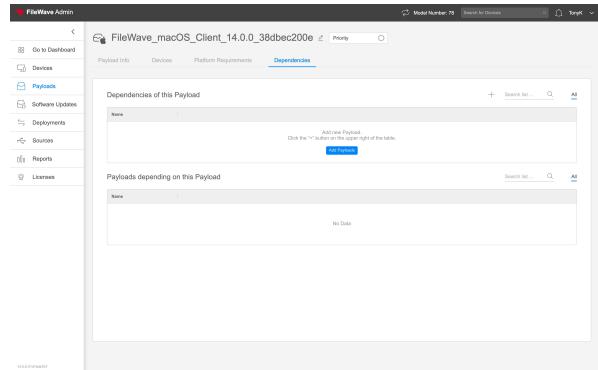 FileWave Admin
Model Number: 78
Search for Devices
TonyK
Go to Dashboard
Devices
Payloads
Software Updates
Deployments
Sources
Reports
Licenses
FileWave_macOS_Client_14.0.0_38dbec200e
Priority
Payload Info
Devices
Platform Requirements
Dependencies
Dependencies of this Payload
Search list ...
All
Name
Add new Payload
Click the "+" button on the upper right of the table.
Add Payloads
Payloads depending on this Payload
Search list ...
All
Name
No Data